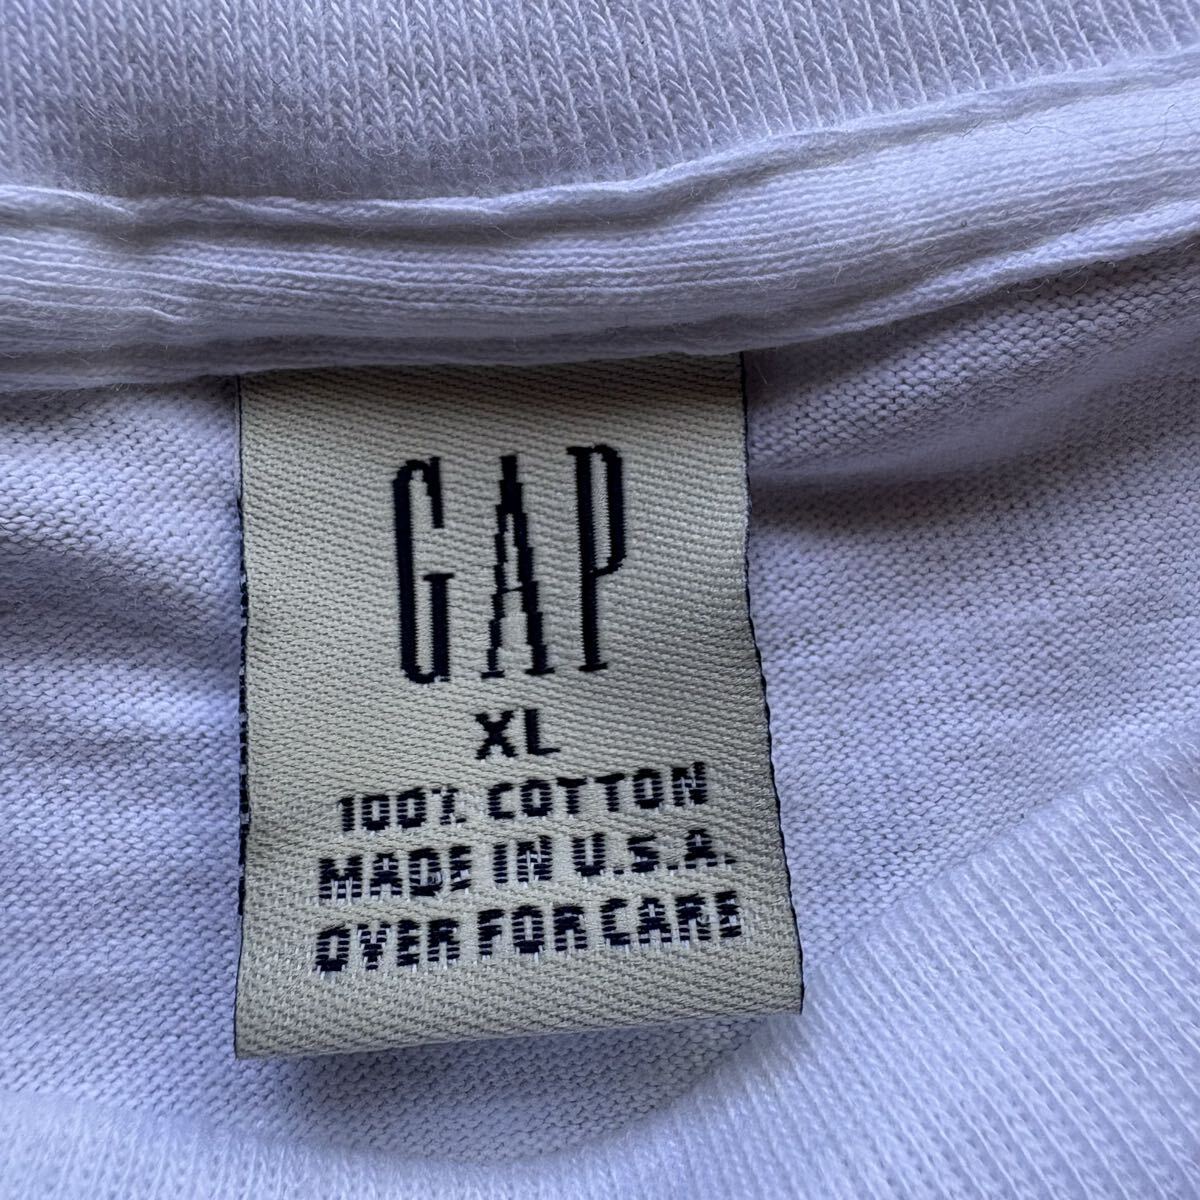 GAP
XL
100% COTTON
MADE IN U.S.A.
OVER FOR CARE